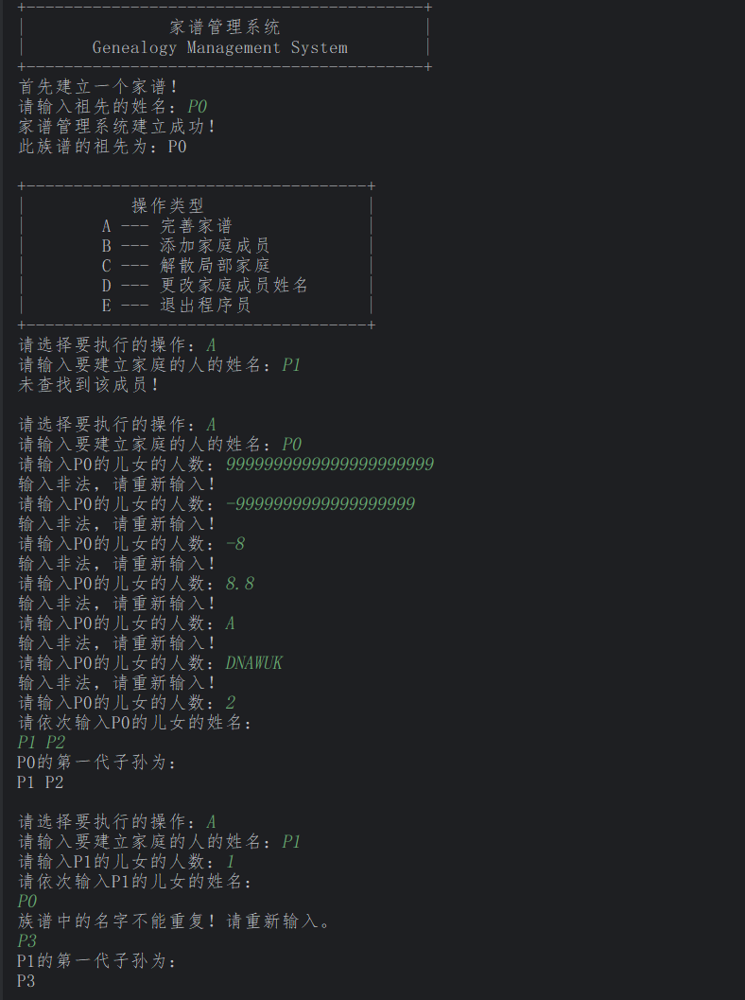 +------------------------------------------+
|               家谱管理系统               |
|       Genealogy Management System        |
+------------------------------------------+
首先建立一个家谱！
请输入祖先的姓名：P0
家谱管理系统建立成功！
此族谱的祖先为：P0
+------------------------------------+
|           操作类型                 |
|        A --- 完善家谱              |
|        B --- 添加家庭成员          |
|        C --- 解散局部家庭          |
|        D --- 更改家庭成员姓名      |
|        E --- 退出程序员            |
+------------------------------------+
请选择要执行的操作：A
请输入要建立家庭的人的姓名：P1
未查找到该成员！
请选择要执行的操作：A
请输入要建立家庭的人的姓名：P0
请输入P0的儿女的人数：9999999999999999999999
输入非法，请重新输入！
请输入P0的儿女的人数：-9999999999999999999
输入非法，请重新输入！
请输入P0的儿女的人数：-8
输入非法，请重新输入！
请输入P0的儿女的人数：8.8
输入非法，请重新输入！
请输入P0的儿女的人数：A
输入非法，请重新输入！
请输入P0的儿女的人数：DNAWUK
输入非法，请重新输入！
请输入P0的儿女的人数：2
请依次输入P0的儿女的姓名：
P1 P2
P0的第一代子孙为：
P1 P2
请选择要执行的操作：A
请输入要建立家庭的人的姓名：P1
请输入P1的儿女的人数：1
请依次输入P1的儿女的姓名：
P0
族谱中的名字不能重复！请重新输入。
P3
P1的第一代子孙为：
P3